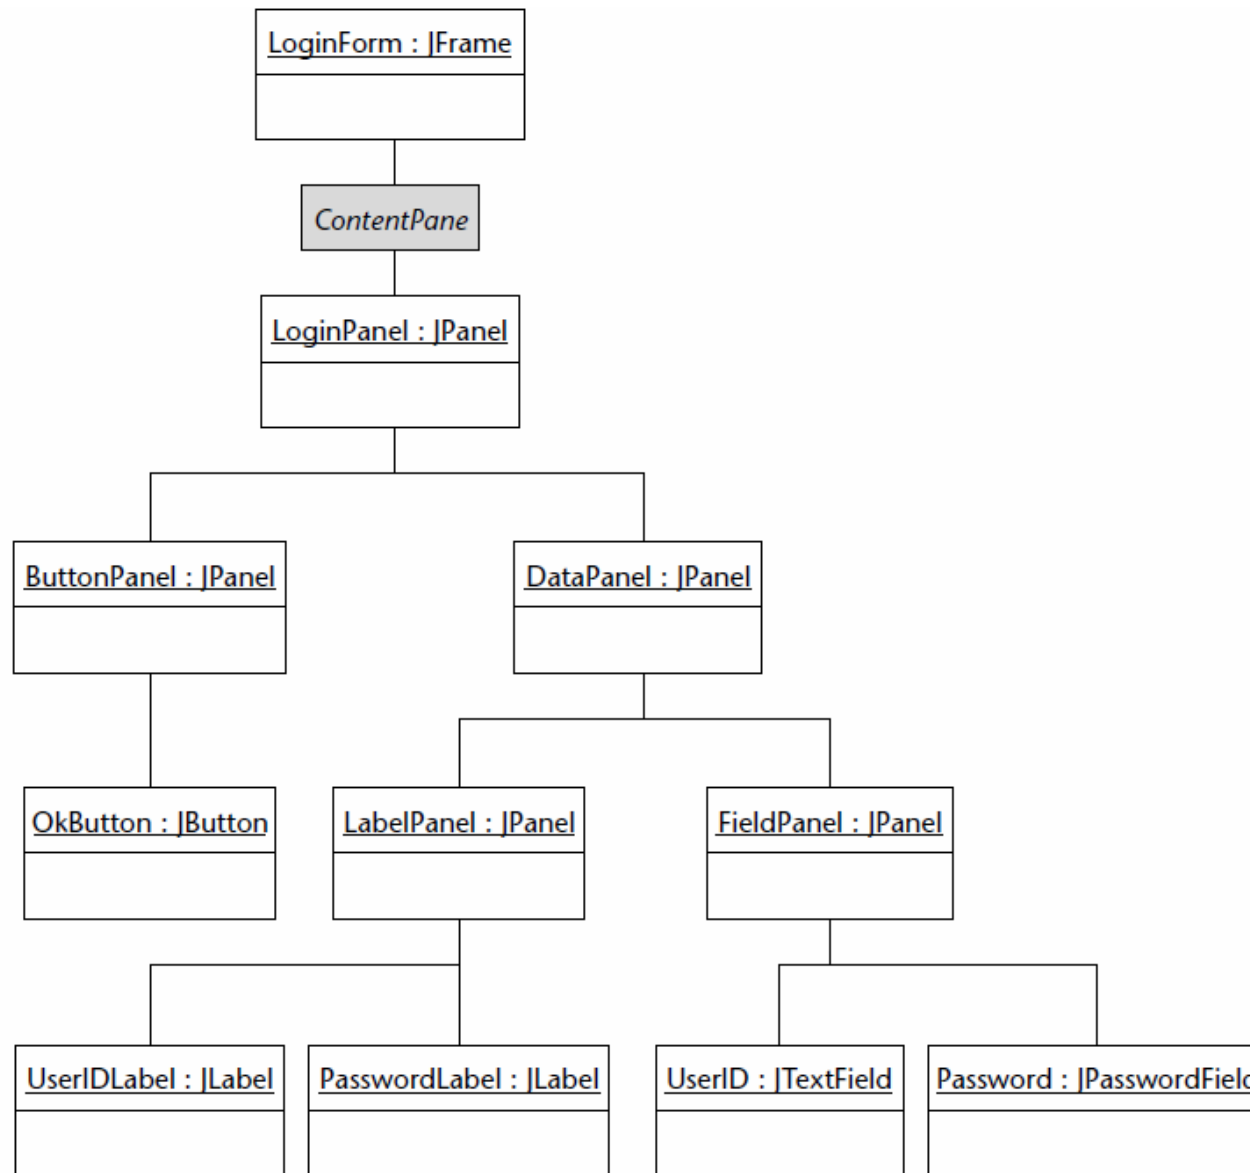 LoginForm : JFrame
ContentPane
LoginPanel : JPanel
ButtonPanel : JPanel
DataPanel : JPanel
OkButton : JButton
LabelPanel : JPanel
FieldPanel : JPanel
UserIDLabel : JLabel
PasswordLabel : JLabel
UserID : JTextField
Password : JPasswordField